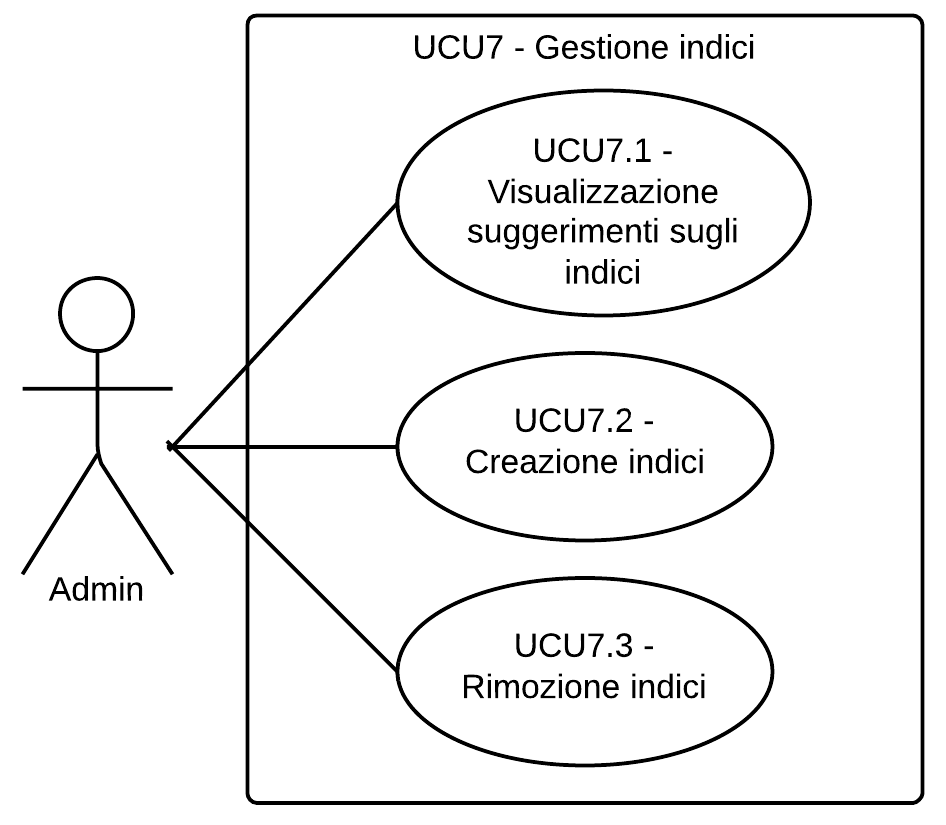 UCU7 - Gestione indici
UCU7.1 -
Visualizzazione
suggerimenti sugli
indici
UCU7.2 -
Creazione indici
Admin
UCU7.3 -
Rimozione indici